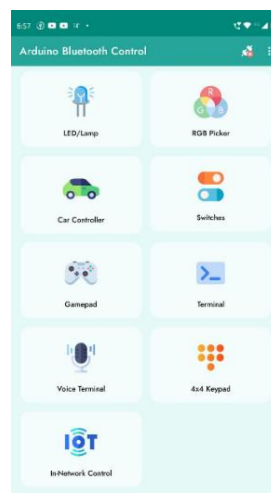 6:57
Arduino Bluetooth Control
R
G B
LED/Lamp
RGB Picker
Car Controller
Switches
Gamepad
Terminal
Voice Terminal
4x4 Keypad
IOT
In-Network Control